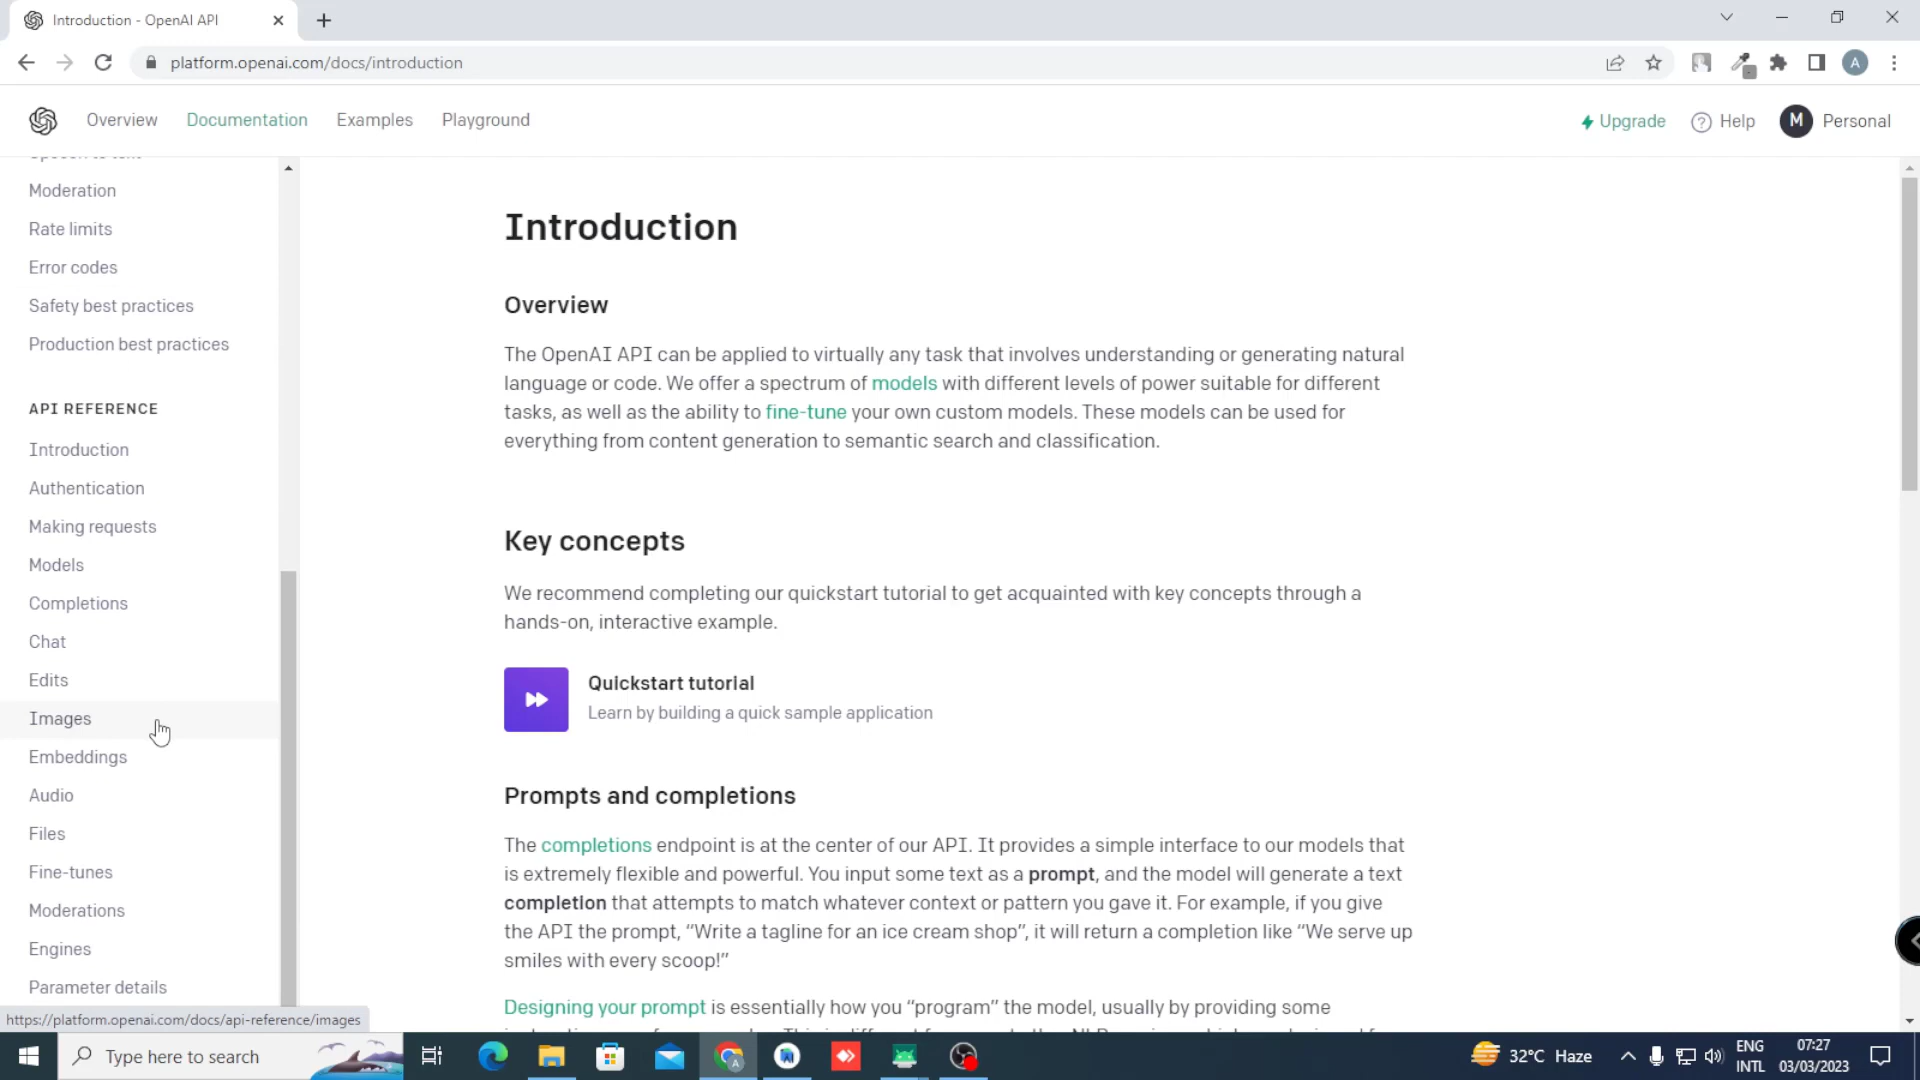 Introduction - OpenAI API
platform.openai.com/docs/introduction
A
Overview
Documentation
Examples
Playground
Upgrade
? Help
M Personal
Moderation
Rate limits
Error codes
Safety best practices
Production best practices
API REFERENCE
Introduction
Authentication
Making requests
Models
Completions
Chat
Edits
Images
Embeddings
Audio
Files
Fine-tunes
Moderations
Engines
Parameter details
https://platform.openai.com/docs/api-reference/images
Introduction
Overview
The OpenAI API can be applied to virtually any task that involves understanding or generating natural
language or code. We offer a spectrum of models with different levels of power suitable for different
tasks, as well as the ability to fine-tune your own custom models. These models can be used for
everything from content generation to semantic search and classification.
Key concepts
We recommend completing our quickstart tutorial to get acquainted with key concepts through a
hands-on, interactive example.
Quickstart tutorial
Learn by building a quick sample application
Prompts and completions
The completions endpoint is at the center of our API. It provides a simple interface to our models that
is extremely flexible and powerful. You input some text as a prompt, and the model will generate a text
completion that attempts to match whatever context or pattern you gave it. For example, if you give
the API the prompt, “Write a tagline for an ice cream shop”, it will return a completion like “We serve up
smiles with every scoop!”
Designing your prompt is essentially how you “program” the model, usually by providing some
Type here to search
A
32°C Haze
ENG
INTL
07:27
03/03/2023